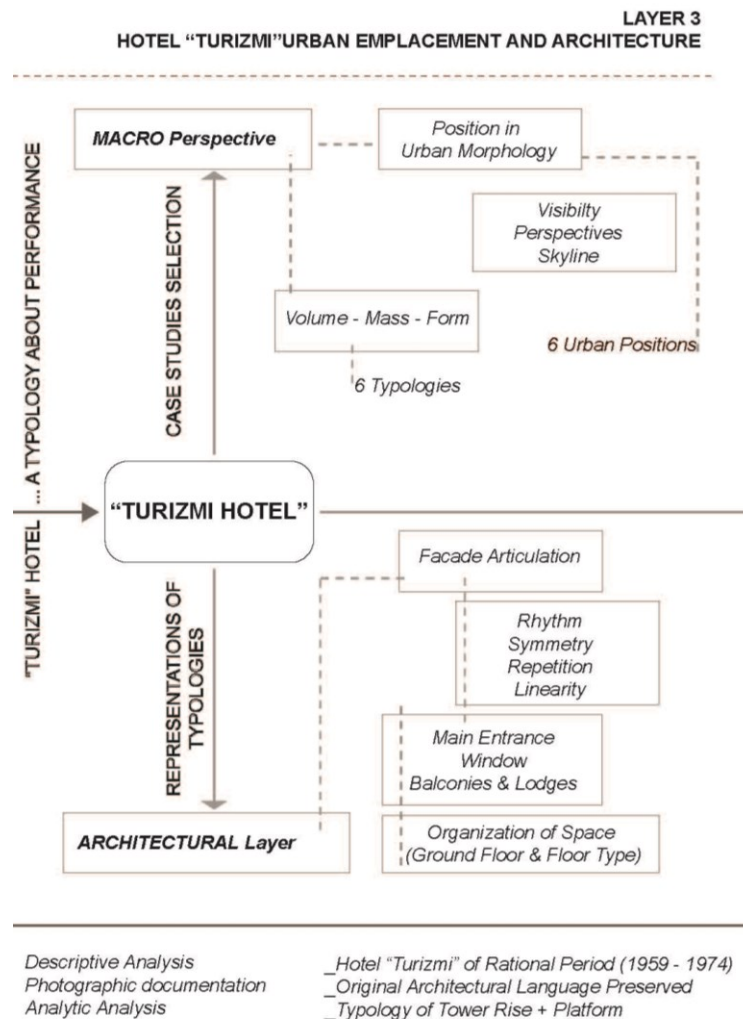 LAYER 3
HOTEL “TURIZMI”URBAN EMPLACEMENT AND ARCHITECTURE
MACRO Perspective
Position in
Urban Morphology
Visibilty
Perspectives
Skyline
Volume - Mass - Form
6 Urban Positions
6 Typologies
CASE STUDIES SELECTION
"TURIZMI" HOTEL ... A TYPOLOGY ABOUT PERFORMANCE
“TURIZMI HOTEL”
REPRESENTATIONS OF
TYPOLOGIES
Facade Articulation
Rhythm
Symmetry
Repetition
Linearity
Main Entrance
Window
Balconies & Lodges
ARCHITECTURAL Layer
Organization of Space
(Ground Floor & Floor Type)
Descriptive Analysis
Photographic documentation
Analytic Analysis
_Hotel “Turizmi” of Rational Period (1959 - 1974)
_Original Architectural Language Preserved
_Typology of Tower Rise + Platform